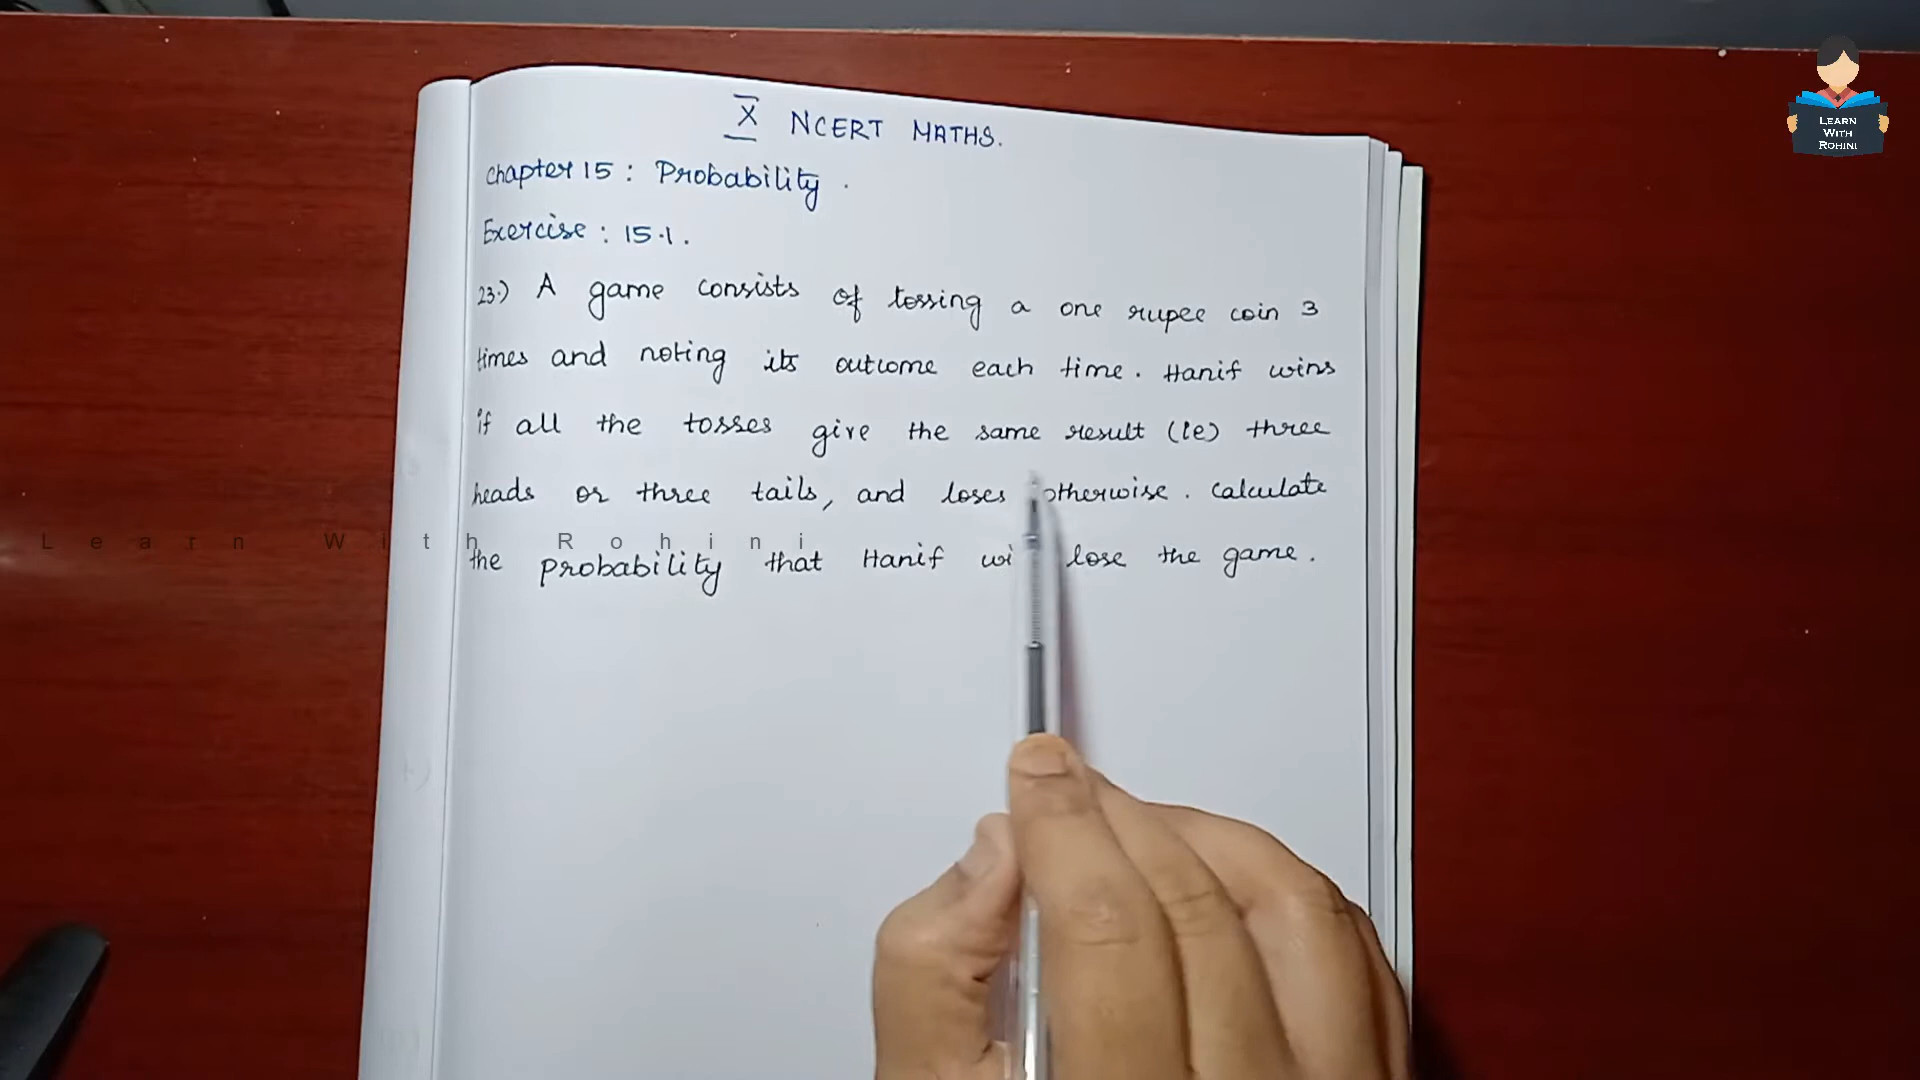 X NCERT MATHS.
Chapter 15 : Probability .
Exercise : 15.1 .
23.) A game consists of tossing a one rupee coin 3
times and noting its outcome each time. Hanif wins
if all the tosses give the same result (ie) three
heads or three tails, and loses otherwise. Calculate
the probability that Hanif lose the game.
Learn With Rohini
LEARN
WITH
ROHINI